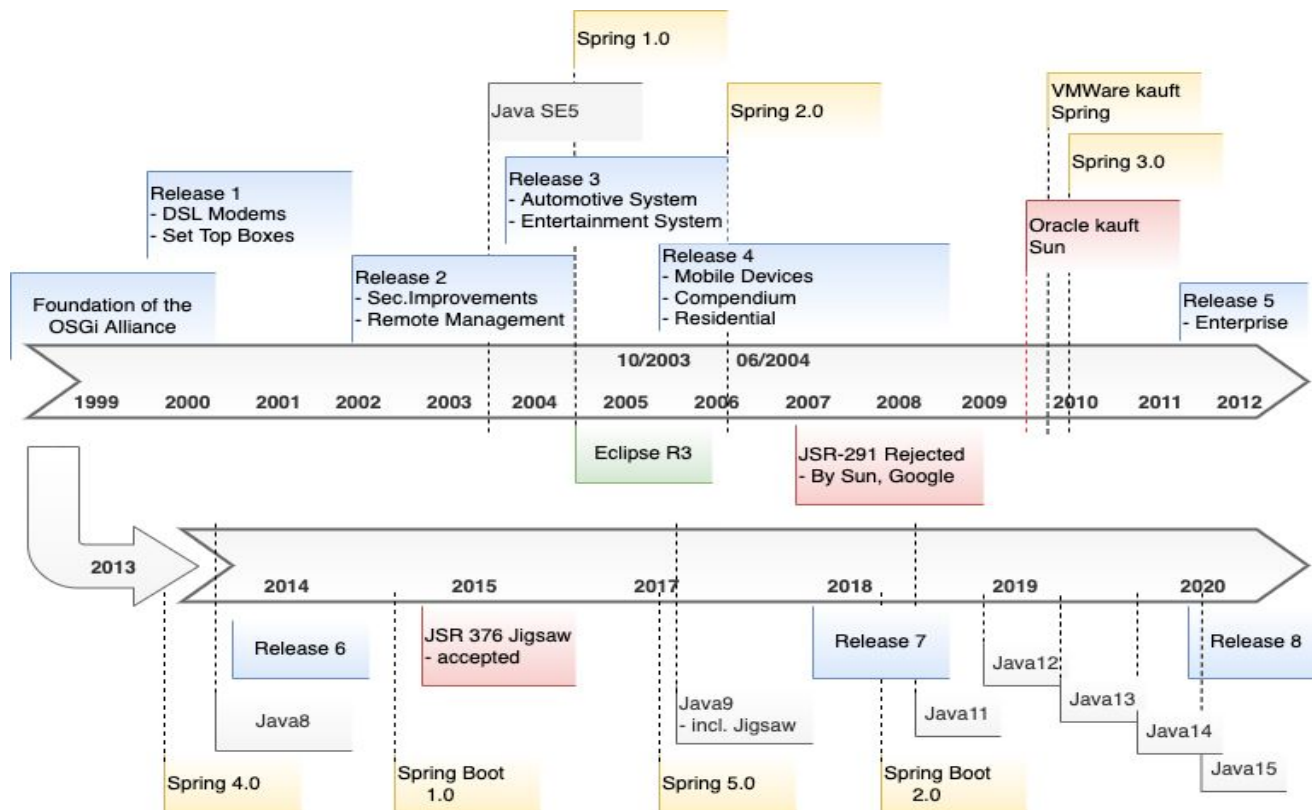 Spring 1.0
Java SE5
Spring 2.0
VMWare kauft
Spring
Spring 3.0
Release 1
- DSL Modems
- Set Top Boxes
Release 3
- Automotive System
- Entertainment System
Oracle kauft
Sun
Foundation of the
OSGi Alliance
Release 2
- Sec.Improvements
- Remote Management
Release 4
- Mobile Devices
- Compendium
- Residential
Release 5
- Enterprise
10/2003
06/2004
1999
2000
2001
2002
2003
2004
2005
2006
2007
2008
2009
2010
2011
2012
Eclipse R3
JSR-291 Rejected
- By Sun, Google
2013
2014
2015
2017
2018
2019
2020
Release 6
JSR 376 Jigsaw
- accepted
Release 7
Release 8
Java8
Java9
- incl. Jigsaw
Java11
Java12
Java13
Java14
Java15
Spring 4.0
Spring Boot
1.0
Spring 5.0
Spring Boot
2.0